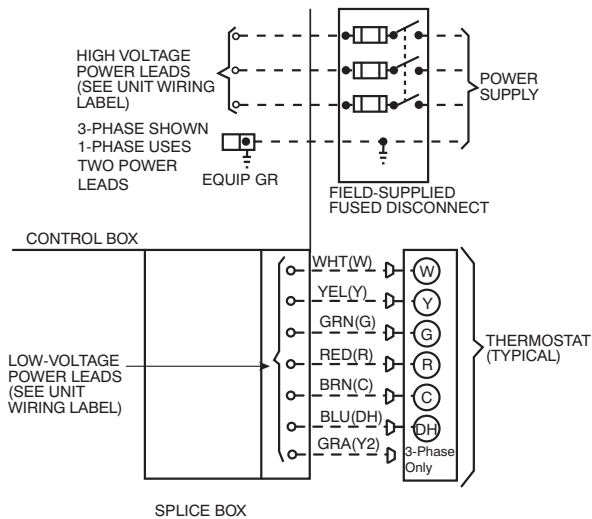 HIGH VOLTAGE
POWER LEADS
(SEE UNIT WIRING
LABEL)
POWER
SUPPLY
3-PHASE SHOWN
1-PHASE USES
TWO POWER
LEADS
EQUIP GR
FIELD-SUPPLIED
FUSED DISCONNECT
CONTROL BOX
WHT(W)
W
YEL(Y)
Y
GRN(G)
G
RED(R)
R
BRN(C)
C
BLU(DH)
DH
GRA(Y2)
3-Phase
Only
THERMOSTAT
(TYPICAL)
LOW-VOLTAGE
POWER LEADS
(SEE UNIT
WIRING LABEL)
SPLICE BOX